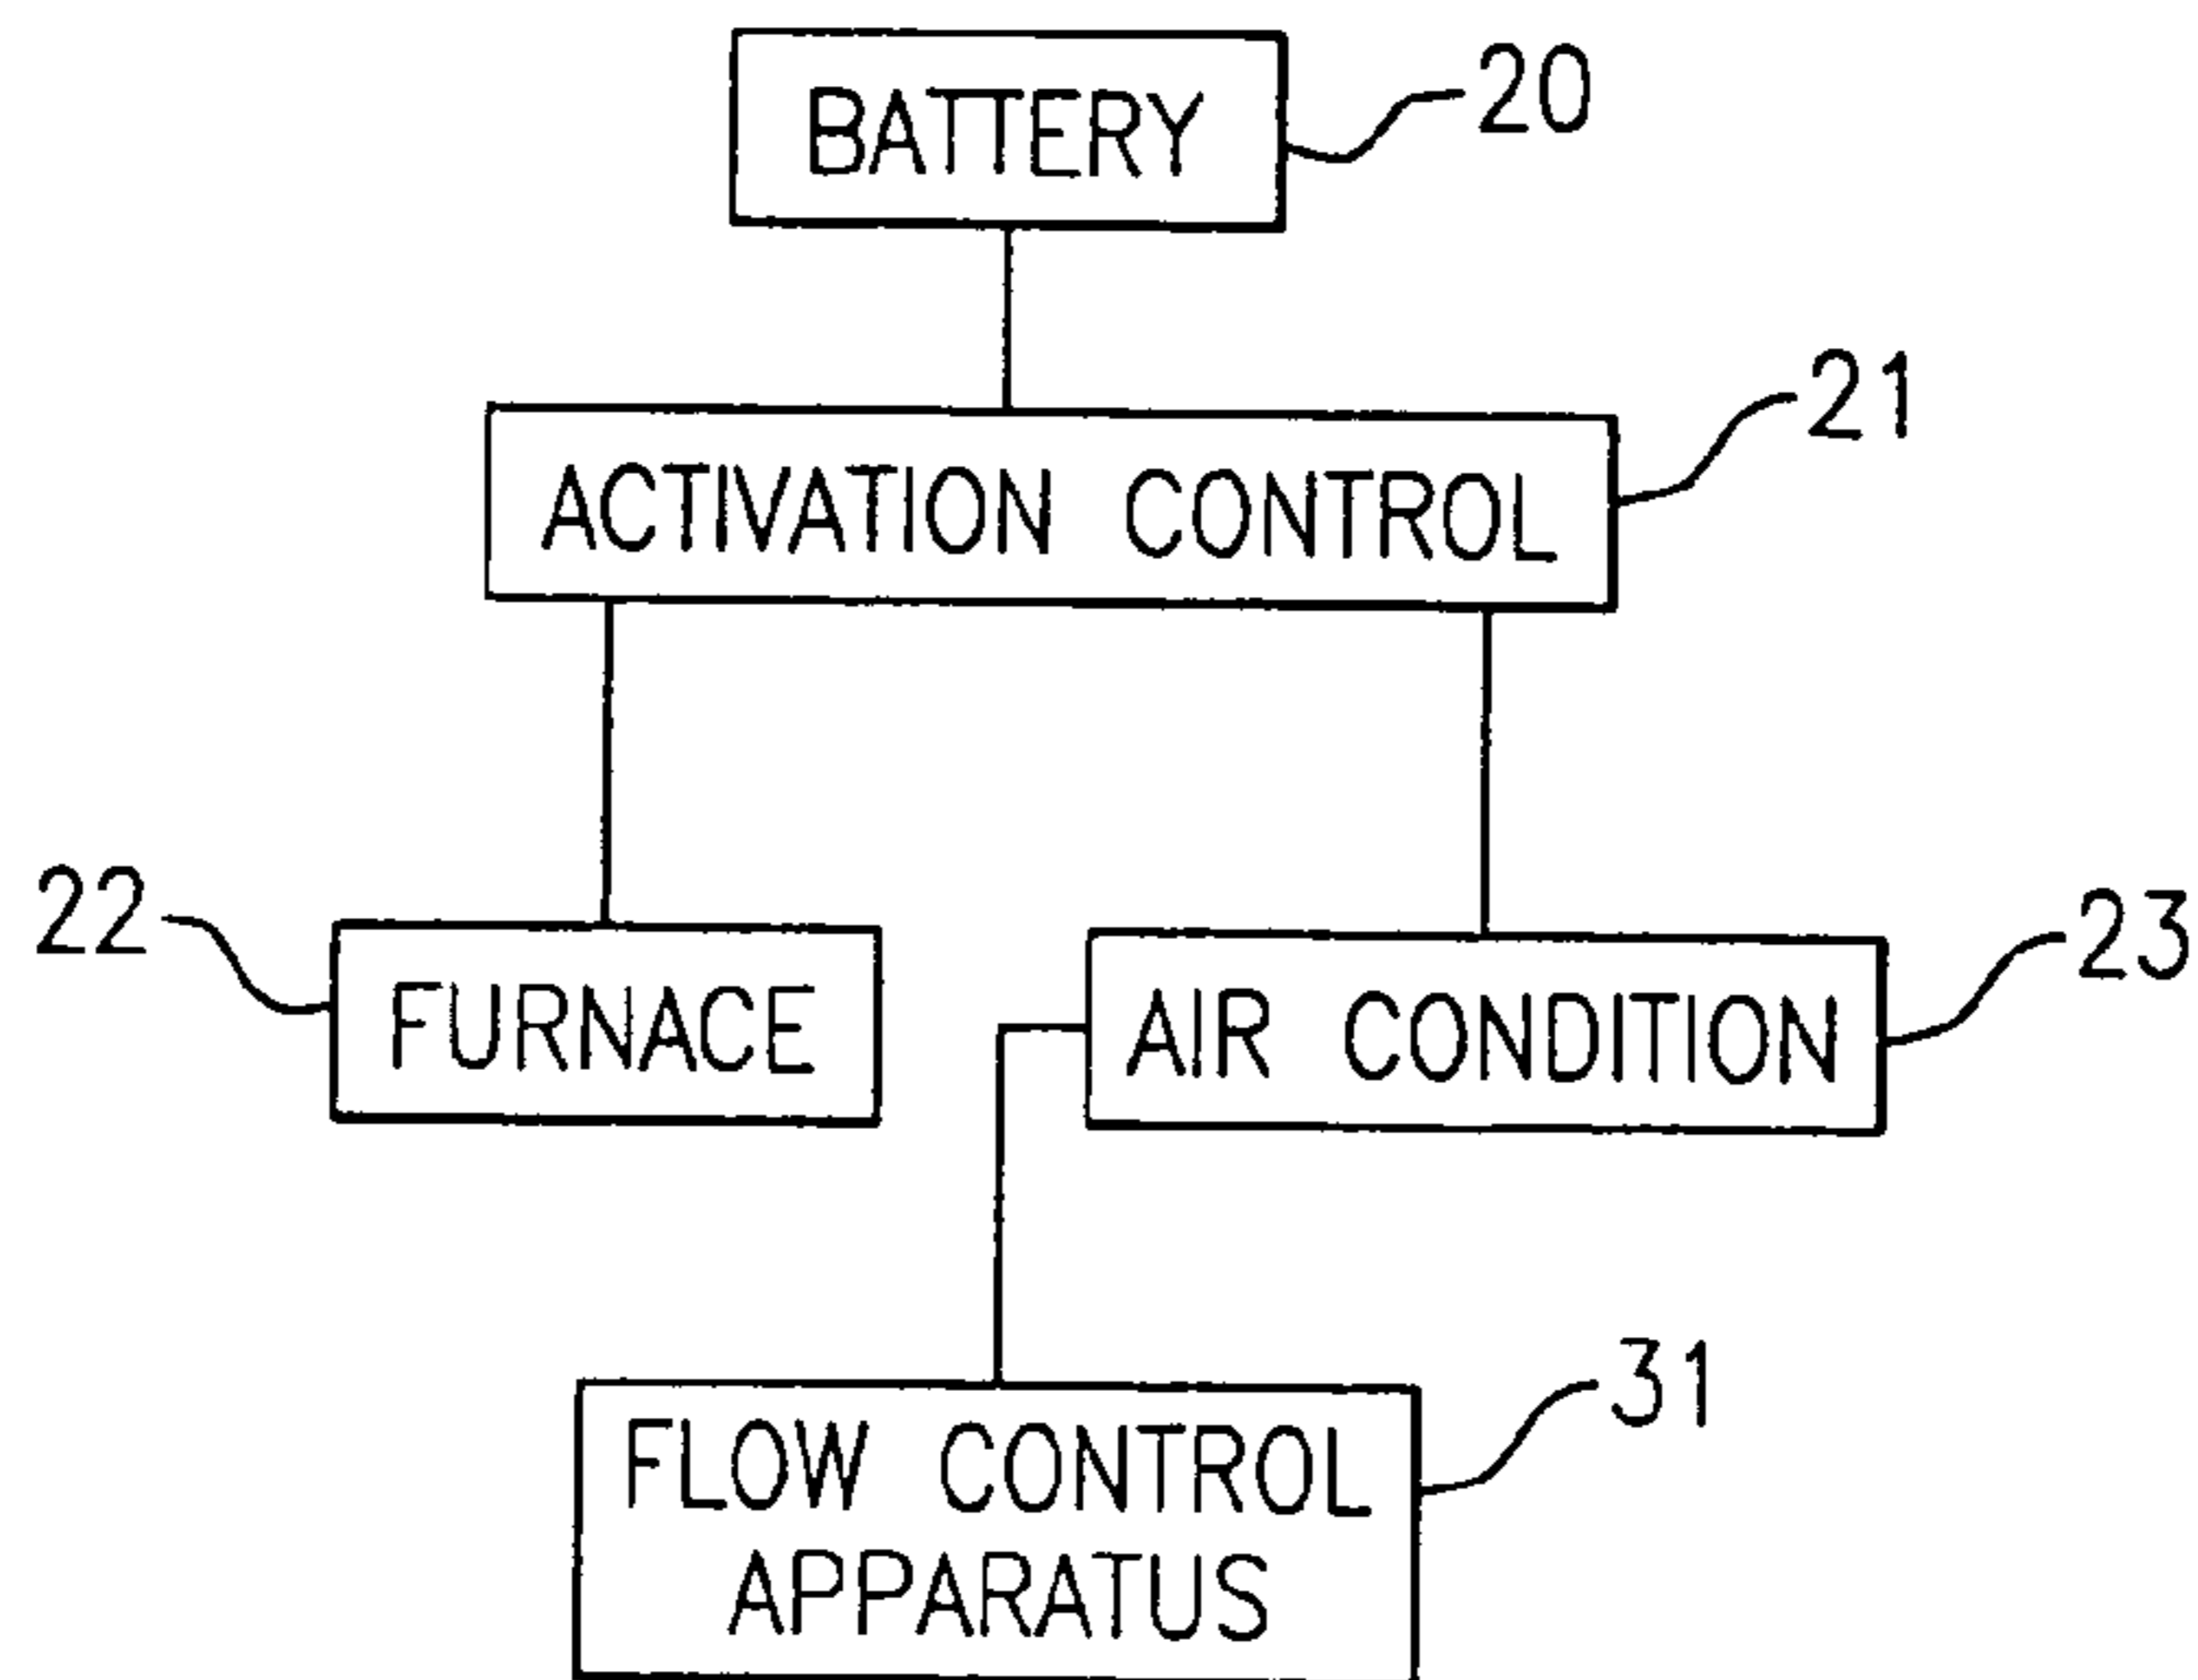 BATTERY
20
ACTIVATION CONTROL
21
22
FURNACE
AIR CONDITION
23
FLOW CONTROL
APPARATUS
31